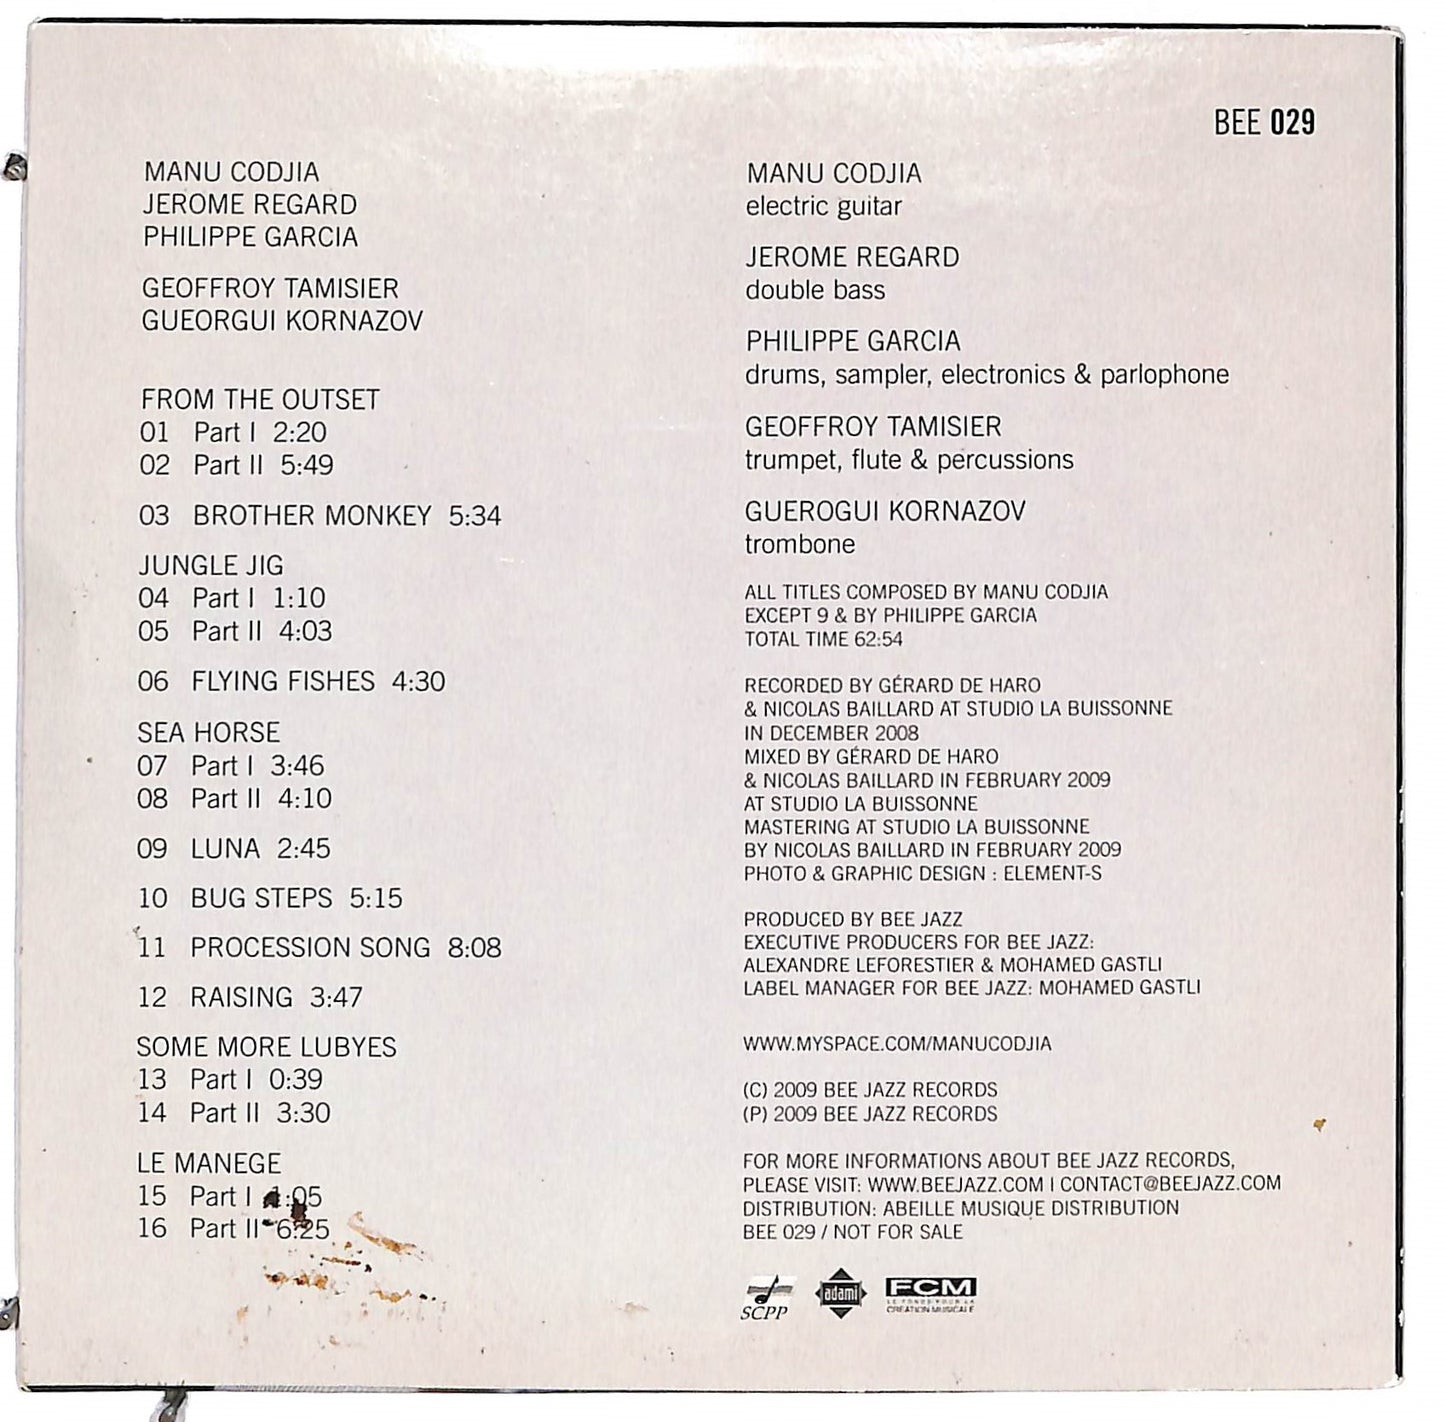 BEE 029
MANU CODJIA
JEROME REGARD
PHILIPPE GARCIA
GEOFFROY TAMISIER
GUEORGUI KORNAZOV
FROM THE OUTSET
01 Part I 2:20
02 Part II 5:49
03 BROTHER MONKEY 5:34
JUNGLE JIG
04 Part I 1:10
05 Part II 4:03
06 FLYING FISHES 4:30
SEA HORSE
07 Part I 3:46
08 Part II 4:10
09 LUNA 2:45
10 BUG STEPS 5:15
11 PROCESSION SONG 8:08
12 RAISING 3:47
SOME MORE LUBYES
13 Part I 0:39
14 Part II 3:30
LE MANEGE
15 Part I 1:05
16 Part II 6:25
MANU CODJIA
electric guitar
JEROME REGARD
double bass
PHILIPPE GARCIA
drums, sampler, electronics & parlophone
GEOFFROY TAMISIER
trumpet, flute & percussions
GUEROGUI KORNAZOV
trombone
ALL TITLES COMPOSED BY MANU CODJIA
EXCEPT 9 & BY PHILIPPE GARCIA
TOTAL TIME 62:54
RECORDED BY GÉRARD DE HARO
& NICOLAS BAILLARD AT STUDIO LA BUISSONNE
IN DECEMBER 2008
MIXED BY GÉRARD DE HARO
& NICOLAS BAILLARD IN FEBRUARY 2009
AT STUDIO LA BUISSONNE
MASTERING AT STUDIO LA BUISSONNE
BY NICOLAS BAILLARD IN FEBRUARY 2009
PHOTO & GRAPHIC DESIGN : ELEMENT-S
PRODUCED BY BEE JAZZ
EXECUTIVE PRODUCERS FOR BEE JAZZ:
ALEXANDRE LEFORESTIER & MOHAMED GASTLI
LABEL MANAGER FOR BEE JAZZ: MOHAMED GASTLI
WWW.MYSPACE.COM/MANUCODJIA
(C) 2009 BEE JAZZ RECORDS
(P) 2009 BEE JAZZ RECORDS
FOR MORE INFORMATIONS ABOUT BEE JAZZ RECORDS,
PLEASE VISIT: WWW.BEEJAZZ.COM I CONTACT@BEEJAZZ.COM
DISTRIBUTION: ABEILLE MUSIQUE DISTRIBUTION
BEE 029 / NOT FOR SALE
SCPP
adami
FCM
LE FONDS POUR LA
CRÉATION MUSICALE